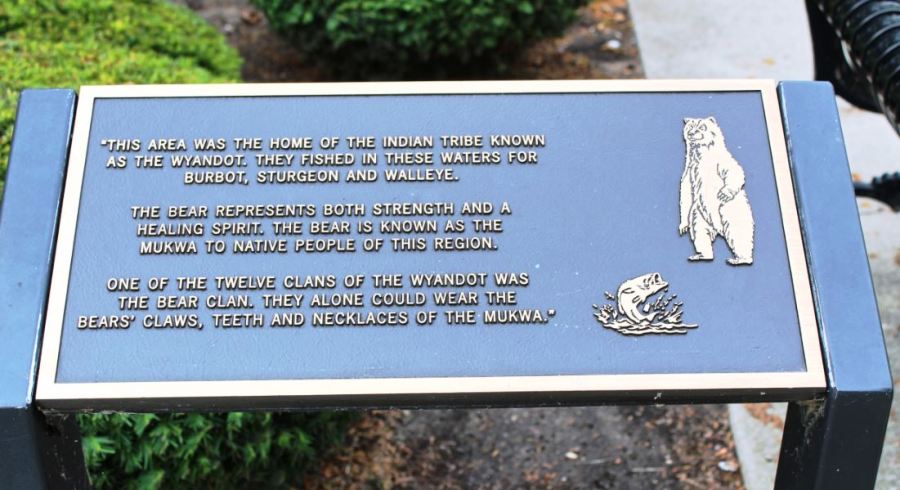 "THIS AREA WAS THE HOME OF THE INDIAN TRIBE KNOWN
AS THE WYANDOT. THEY FISHED IN THESE WATERS FOR
BURBOT, STURGEON AND WALLEYE.
THE BEAR REPRESENTS BOTH STRENGTH AND A
HEALING SPIRIT. THE BEAR IS KNOWN AS THE
MUKWA TO NATIVE PEOPLE OF THIS REGION.
ONE OF THE TWELVE CLANS OF THE WYANDOT WAS
THE BEAR CLAN. THEY ALONE COULD WEAR THE
BEARS' CLAWS, TEETH AND NECKLACES OF THE MUKWA."